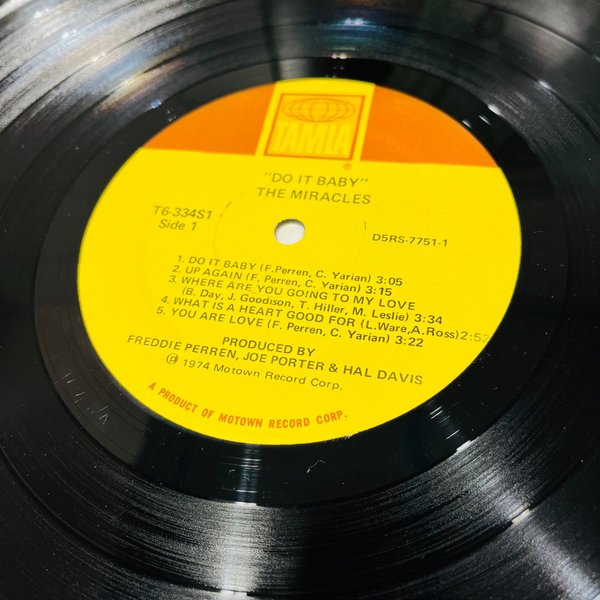 TAMLA
®
"DO IT BABY"
THE MIRACLES
T6-334S1
Side 1
D5RS-7751-1
1. DO IT BABY (F.Perren, C. Yarian) 3:05
2. UP AGAIN (F. Perren, C. Yarian) 3:15
3. WHERE ARE YOU GOING TO MY LOVE
(B. Day, J. Goodison, T. Hiller, M. Leslie) 3:34
4. WHAT IS A HEART GOOD FOR (L.Ware,A.Ross) 2:52
5. YOU ARE LOVE (F. Perren, C. Yarian) 3:22
PRODUCED BY
FREDDIE PERREN, JOE PORTER & HAL DAVIS
℗ 1974 Motown Record Corp.
A PRODUCT OF MOTOWN RECORD CORP.